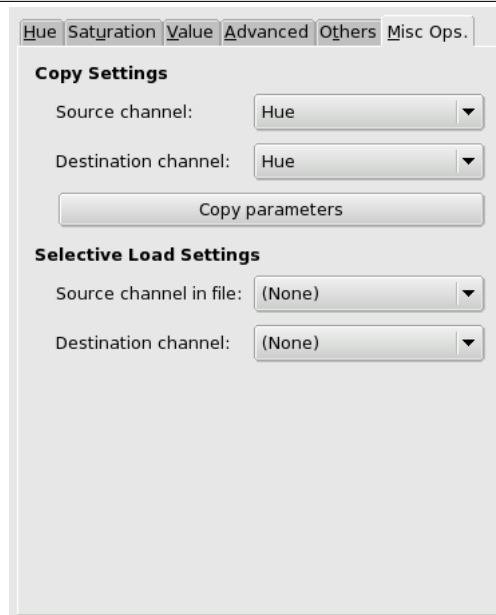 Hue Saturation Value Advanced Others Misc Ops.
Copy Settings
Source channel: Hue
Destination channel: Hue
Copy parameters
Selective Load Settings
Source channel in file: (None)
Destination channel: (None)